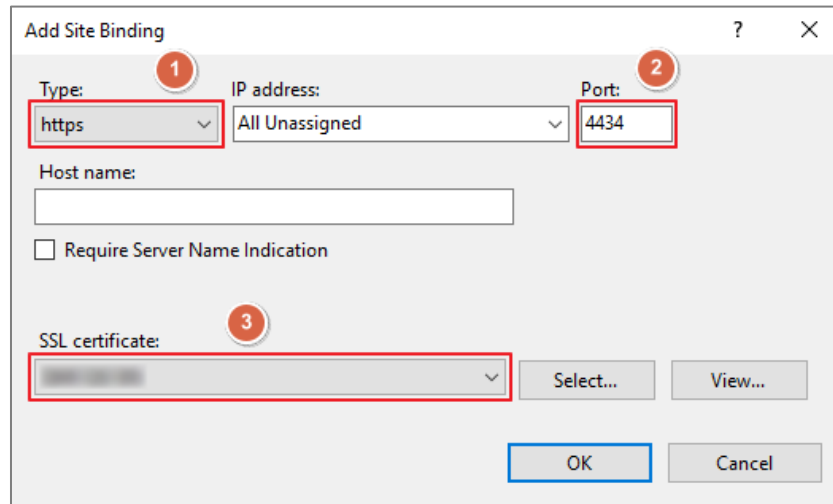 Add Site Binding
?
1
2
Type:
IP address:
Port:
https
All Unassigned
4434
Host name:
Require Server Name Indication
3
SSL certificate:
Select...
View...
OK
Cancel